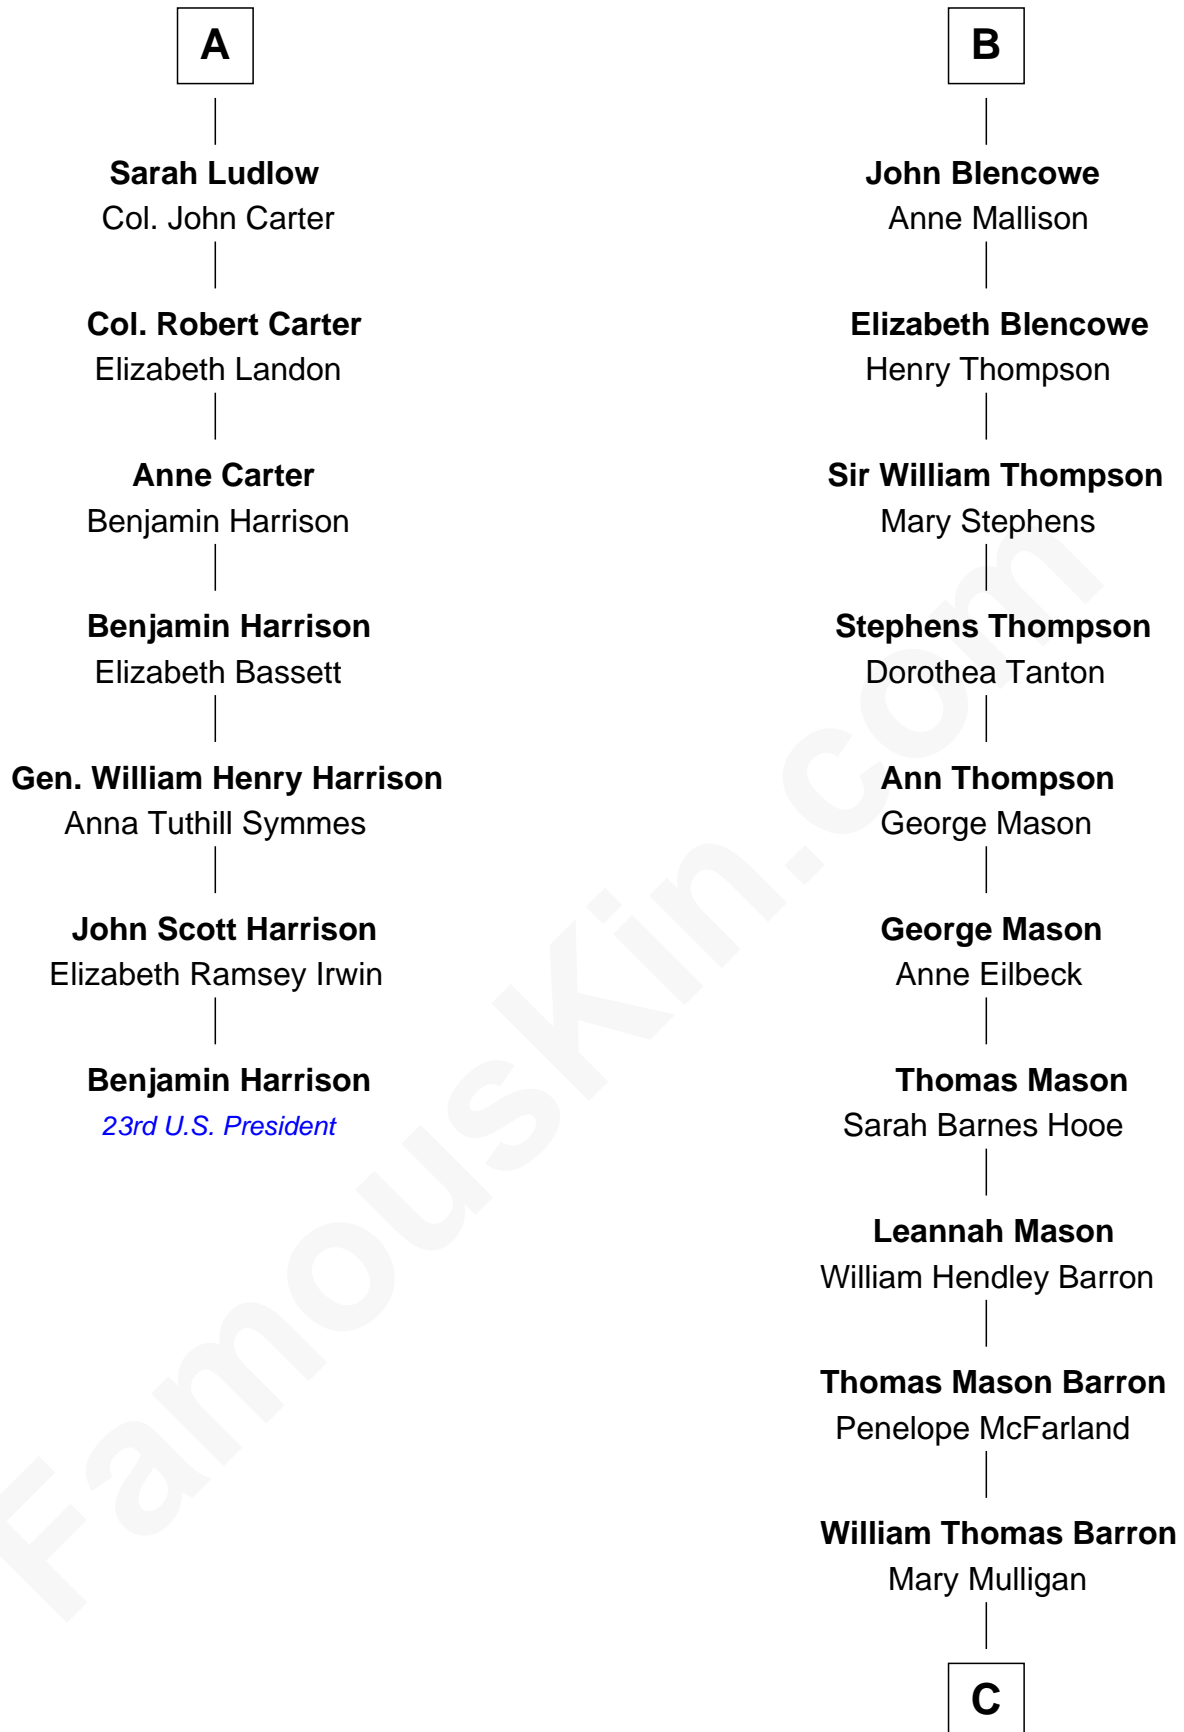 A
Sarah Ludlow
Col. John Carter
Col. Robert Carter
Elizabeth Landon
Anne Carter
Benjamin Harrison
Benjamin Harrison
Elizabeth Bassett
Gen. William Henry Harrison
Anna Tuthill Symmes
John Scott Harrison
Elizabeth Ramsey Irwin
Benjamin Harrison
23rd U.S. President
B
John Blencowe
Anne Mallison
Elizabeth Blencowe
Henry Thompson
Sir William Thompson
Mary Stephens
Stephens Thompson
Dorothea Tanton
Ann Thompson
George Mason
George Mason
Anne Eilbeck
Thomas Mason
Sarah Barnes Hooe
Leannah Mason
William Hendley Barron
Thomas Mason Barron
Penelope McFarland
William Thomas Barron
Mary Mulligan
C
FamousKin.com